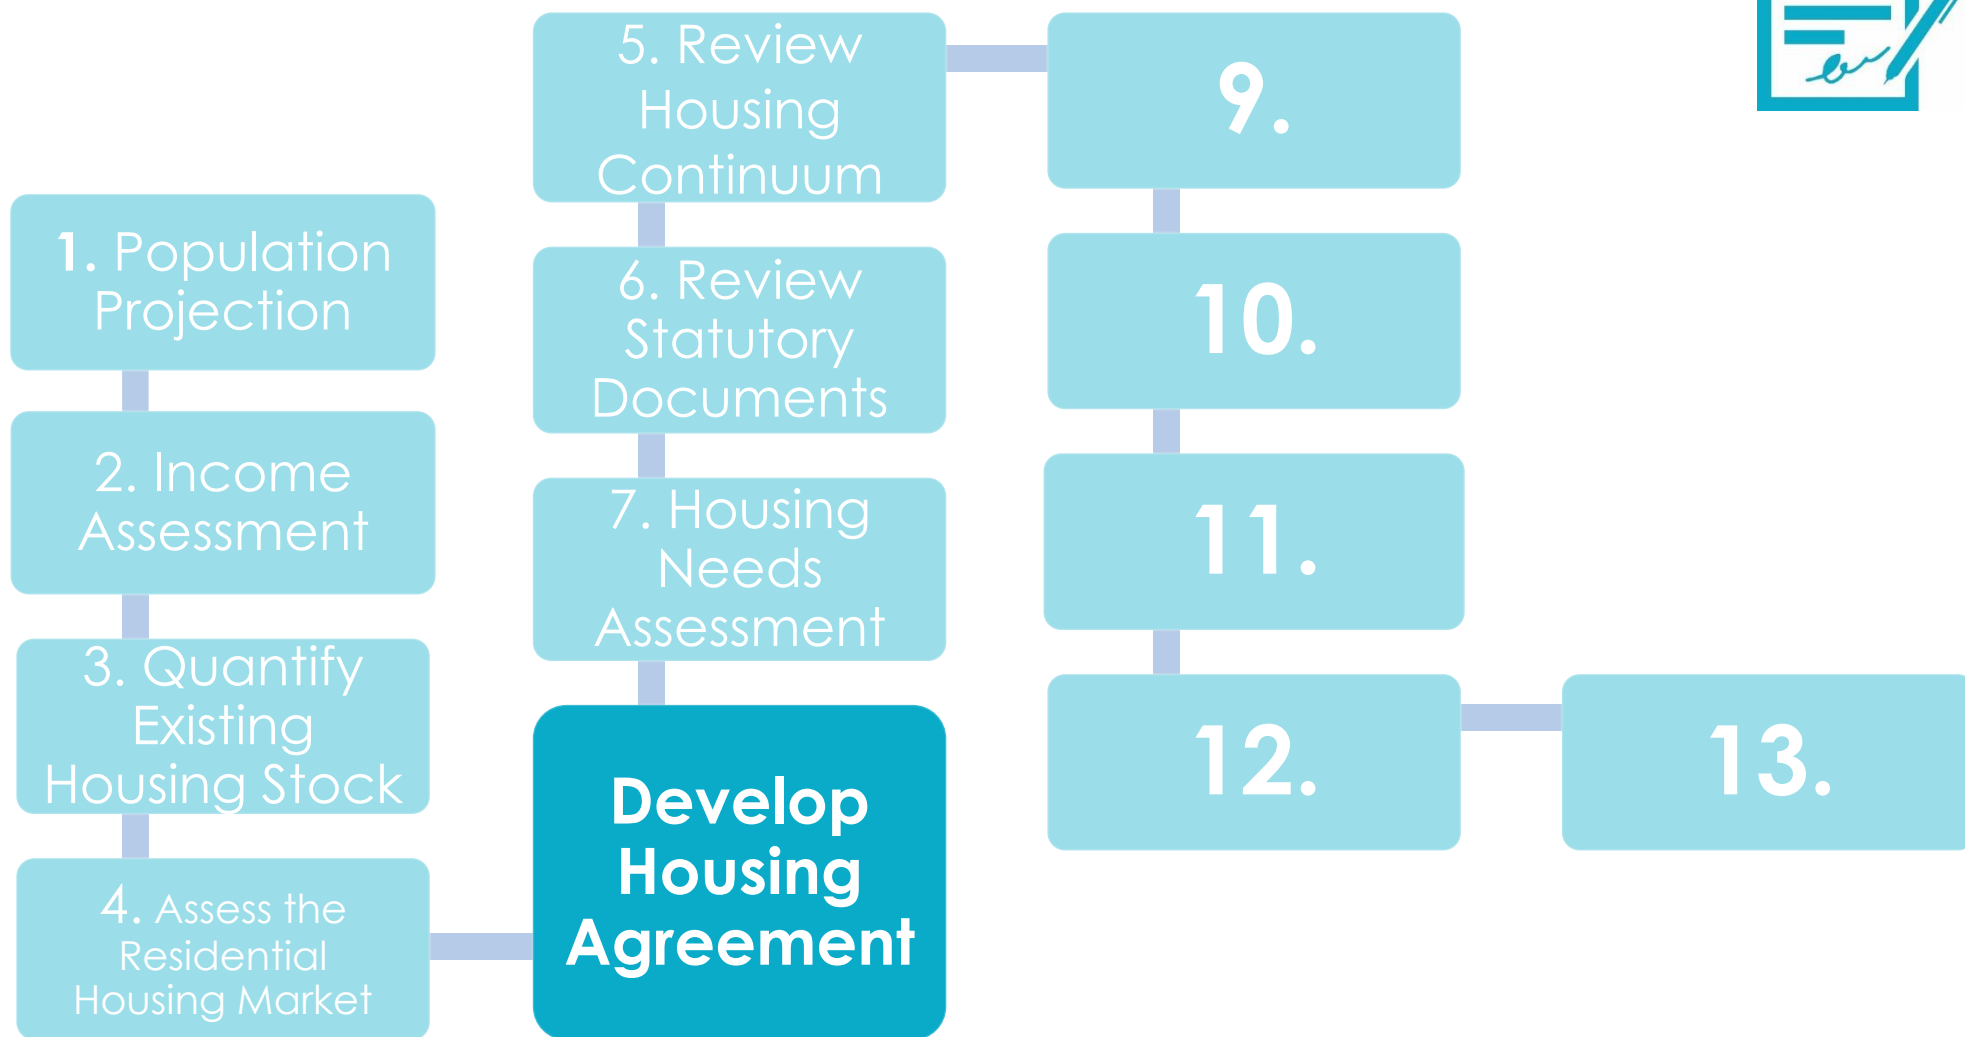 1. Population
Projection
2. Income
Assessment
3. Quantify
Existing
Housing Stock
4. Assess the
Residential
Housing Market
5. Review
Housing
Continuum
6. Review
Statutory
Documents
7. Housing
Needs
Assessment
Develop
Housing
Agreement
9.
10.
11.
12.
13.